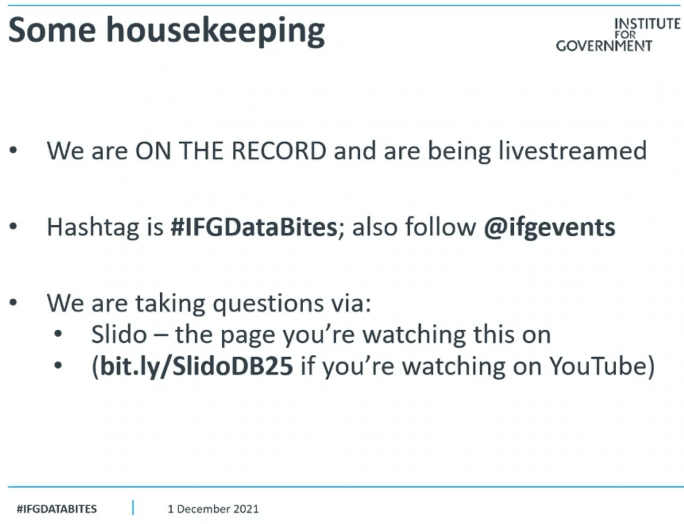 Some housekeeping
INSTITUTE
FOR
GOVERNMENT
• We are ON THE RECORD and are being livestreamed
• Hashtag is #IFGDataBites; also follow @ifgevents
• We are taking questions via:
• Slido – the page you’re watching this on
• (bit.ly/SlidoDB25 if you’re watching on YouTube)
#IFGDATABITES | 1 December 2021